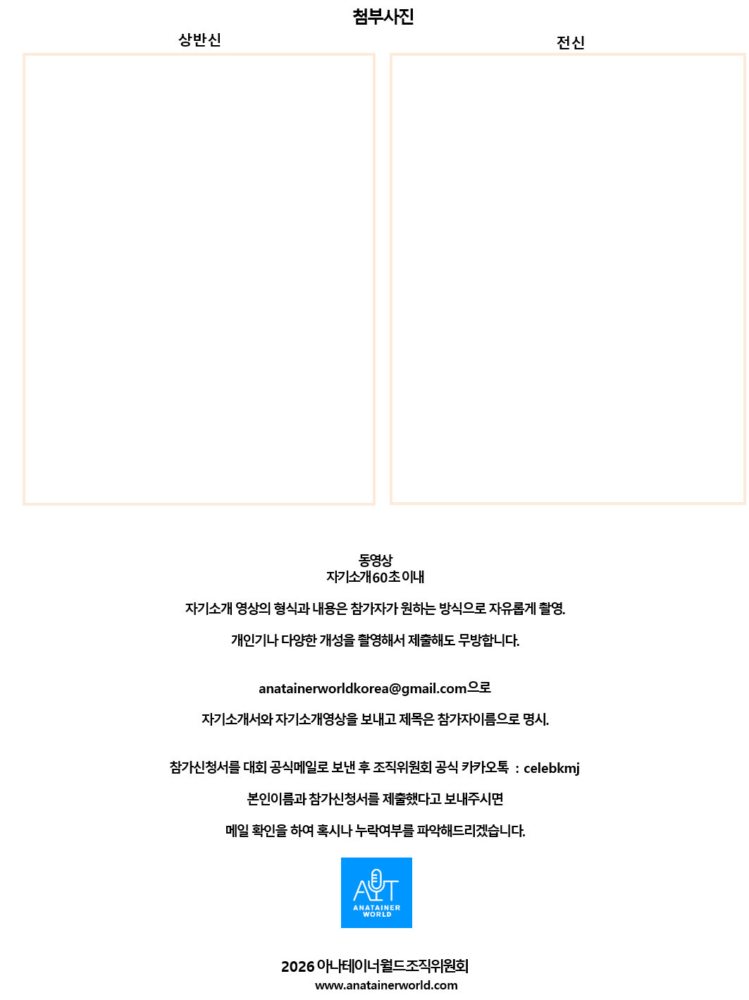 첨부사진
상반신
전신
동영상
자기소개 60초 이내
자기소개 영상의 형식과 내용은 참가자가 원하는 방식으로 자유롭게 촬영.
개인기나 다양한 개성을 촬영해서 제출해도 무방합니다.
anatainerworldkorea@gmail.com으로
자기소개서와 자기소개영상을 보내고 제목은 참가자이름으로 명시.
참가신청서를 대회 공식메일로 보낸 후 조직위원회 공식 카카오톡 : celebkmj
본인이름과 참가신청서를 제출했다고 보내주시면
메일 확인을 하여 혹시나 누락여부를 파악해드리겠습니다.
ANATAINER
WORLD
2026 아나테이너월드조직위원회
www.anatainerworld.com